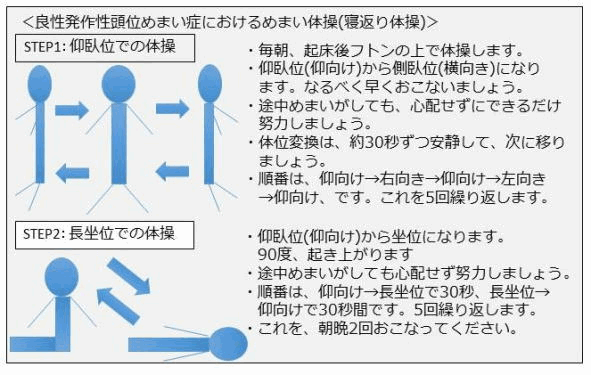 ＜良性発作性頭位めまい症におけるめまい体操(寝返り体操)＞
STEP1: 仰臥位での体操
・毎朝、起床後フトンの上で体操します。
・仰臥位(仰向け)から側臥位(横向き)になり
ます。なるべく早くおこないましょう。
・途中めまいがしても、心配せずにできるだけ
努力しましょう。
・体位変換は、約30秒ずつ安静して、次に移り
ましょう。
・順番は、仰向け→右向き→仰向け→左向き
→仰向け、です。これを5回繰り返します。
STEP2: 長坐位での体操
・仰臥位(仰向け)から坐位になります。
90度、起き上がります
・途中めまいがしても心配せず努力しましょう。
・順番は、仰向け→長坐位で30秒、長坐位→
仰向けで30秒間です。5回繰り返します。
・これを、朝晩2回おこなってください。